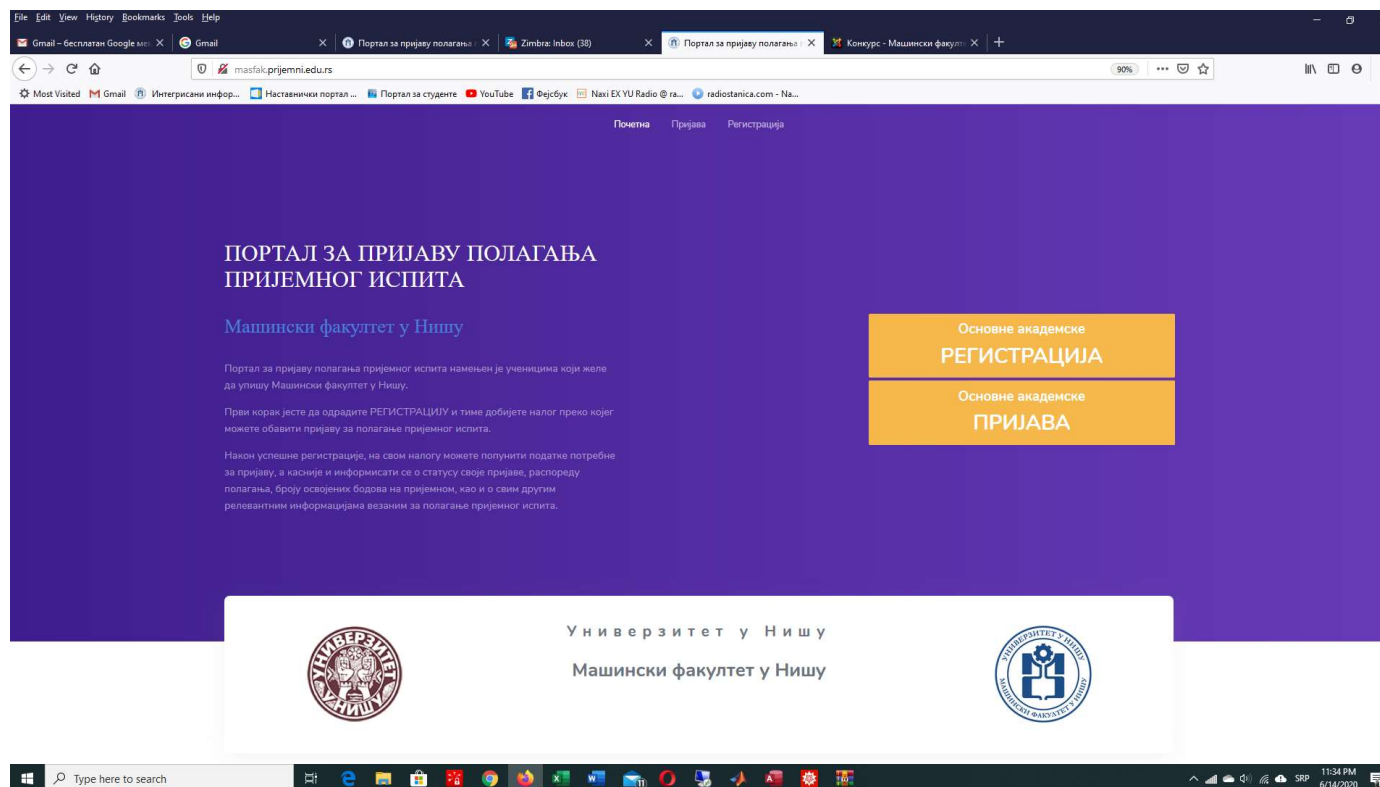 File Edit View History Bookmarks Tools Help
Gmail – бесплатан Google ме
Gmail
Портал за пријаву полагања
Zimbra: Inbox (38)
Портал за пријаву полагања
Конкурс - Машински факулт
masfak.prijemni.edu.rs
90%
Most Visited
Gmail
Интегрисани инфор...
Наставнички портал ...
Портал за студенте
YouTube
Фејсбук
Naxi EX YU Radio @ ra...
radiostanica.com - Na...
Почетна Пријава Регистрација
ПОРТАЛ ЗА ПРИЈАВУ ПОЛАГАЊА
ПРИЈЕМНОГ ИСПИТА
Машински факултет у Нишу
Портал за пријаву полагања пријемног испита намењен је ученицима који желе
да упишу Машински факултет у Нишу.
Први корак јесте да одрадите РЕГИСТРАЦИЈУ и тиме добијете налог преко којег
можете обавити пријаву за полагање пријемног испита.
Након успешне регистрације, на свом налогу можете попунити податке потребне
за пријаву, а касније и информисати се о статусу своје пријаве, распореду
полагања, броју освојених бодова на пријемном, као и о свим другим
релевантним информацијама везаним за полагање пријемног испита.
Основне академске
РЕГИСТРАЦИЈА
Основне академске
ПРИЈАВА
УНИВЕРЗИТЕТ
У НИШУ
Универзитет у Нишу
Машински факултет у Нишу
УНИВЕРЗИТЕТ У НИШУ
МАШИНСКИ ФАКУЛТЕТ У НИШУ
Type here to search
SRP
11:34 PM
6/14/2020